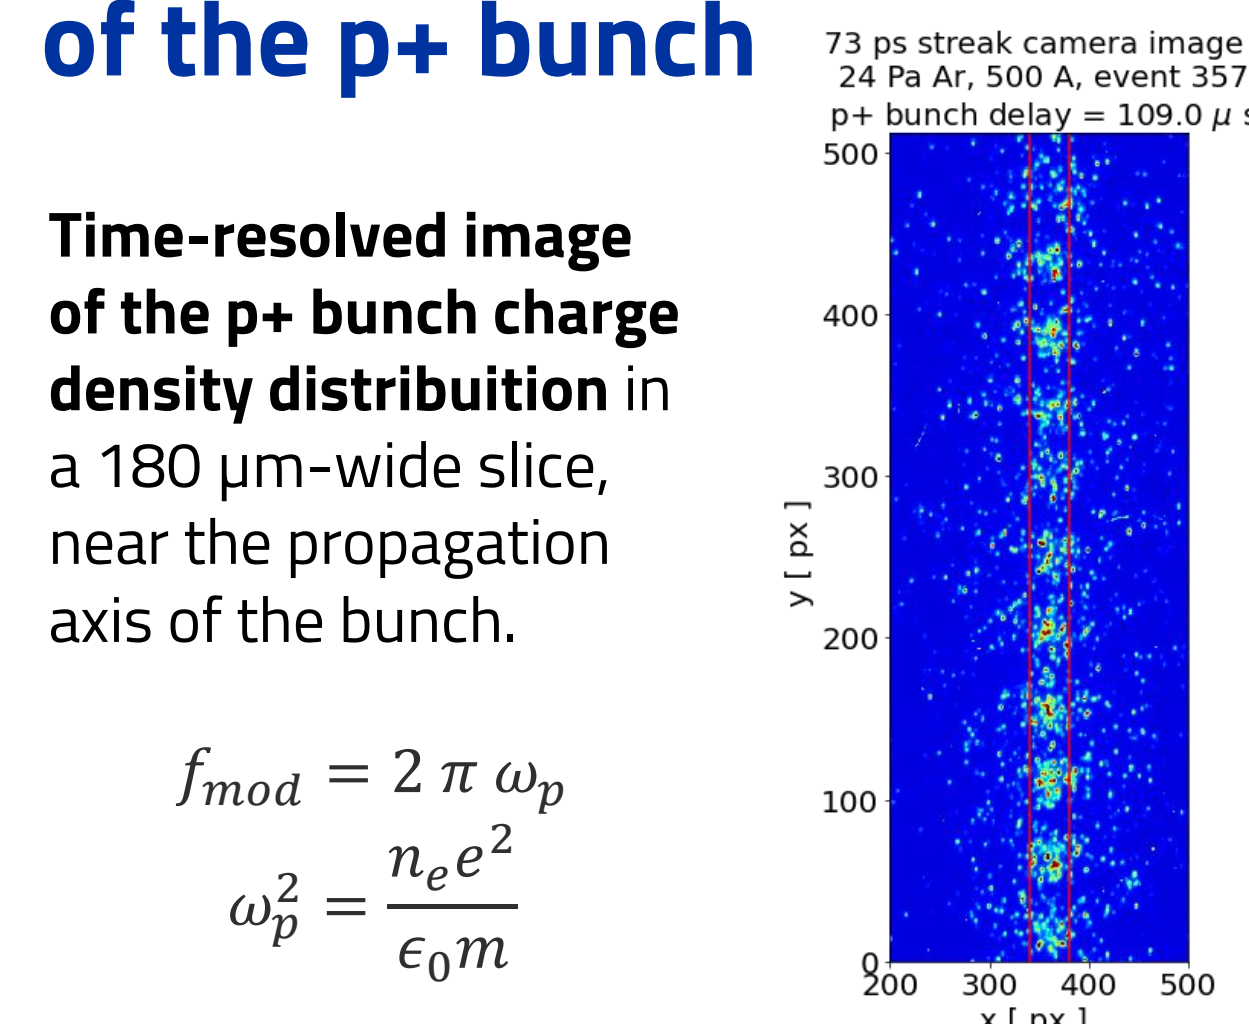 of the p+ bunch
Time-resolved image
of the p+ bunch charge
density distribuition in
a 180 µm-wide slice,
near the propagation
axis of the bunch.
f_mod = 2 π ω_p
ω_p^2 = n_e e^2 / ϵ_0 m
73 ps streak camera image
24 Pa Ar, 500 A, event 357
p+ bunch delay = 109.0 μ s
500
400
300
200
100
0
y [ px ]
200 300 400 500
x [ px ]